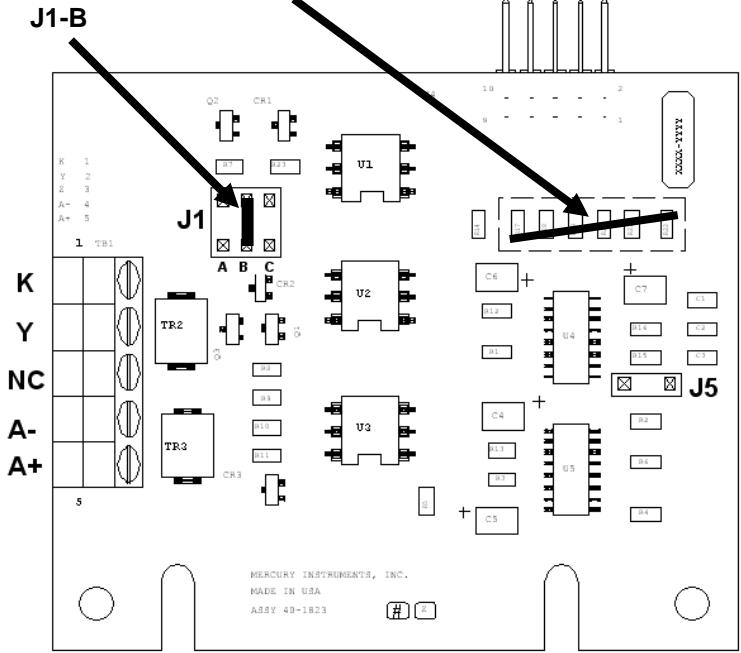 J1-B
10
2
9
1
XXXX-YYYY
Q2
CR1
K 1
Y 2
Z 3
A- 4
A+ 5
R7
R23
U1
J1
A B C
1 TB1
CR2
K
Y
NC
A-
A+
TR2
Q3
Q1
U2
C6
C7
R12
R1
U4
R14
R15
C1
C2
C3
J5
R9
R10
R11
TR3
CR3
U3
C4
R13
R3
C5
U5
R2
R6
R4
5
MERCURY INSTRUMENTS, INC.
MADE IN USA
ASSY 40-1823
#
2